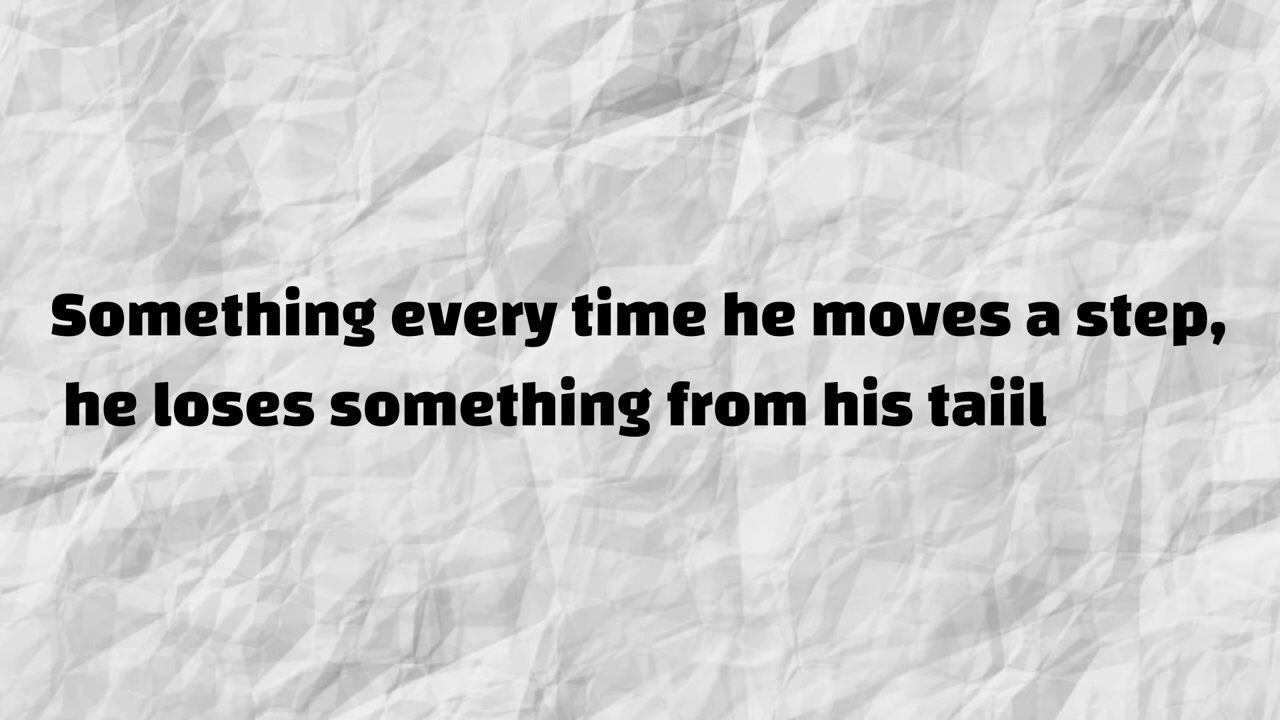 Something every time he moves a step,
he loses something from his taiil